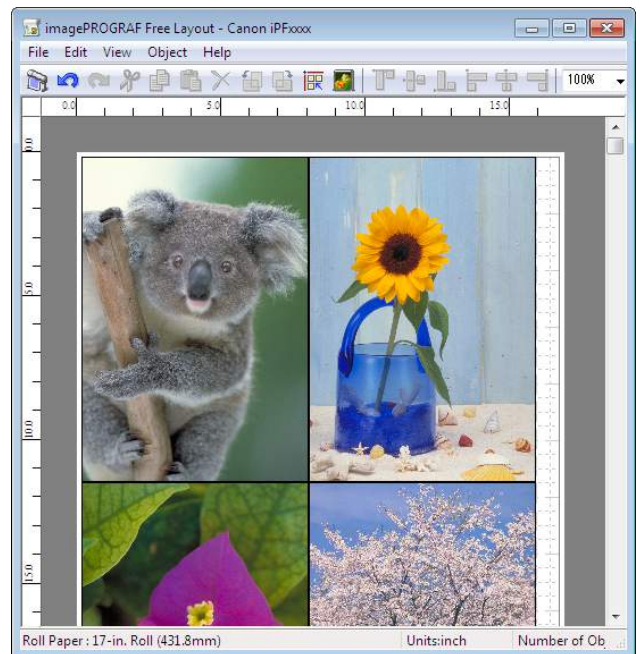 imagePROGRAF Free Layout - Canon iPFxxxx
File Edit View Object Help
100%
0.0 5.0 10.0 15.0
0.0
5.0
10.0
15.0
Roll Paper : 17-in. Roll (431.8mm) Units:inch Number of Ob